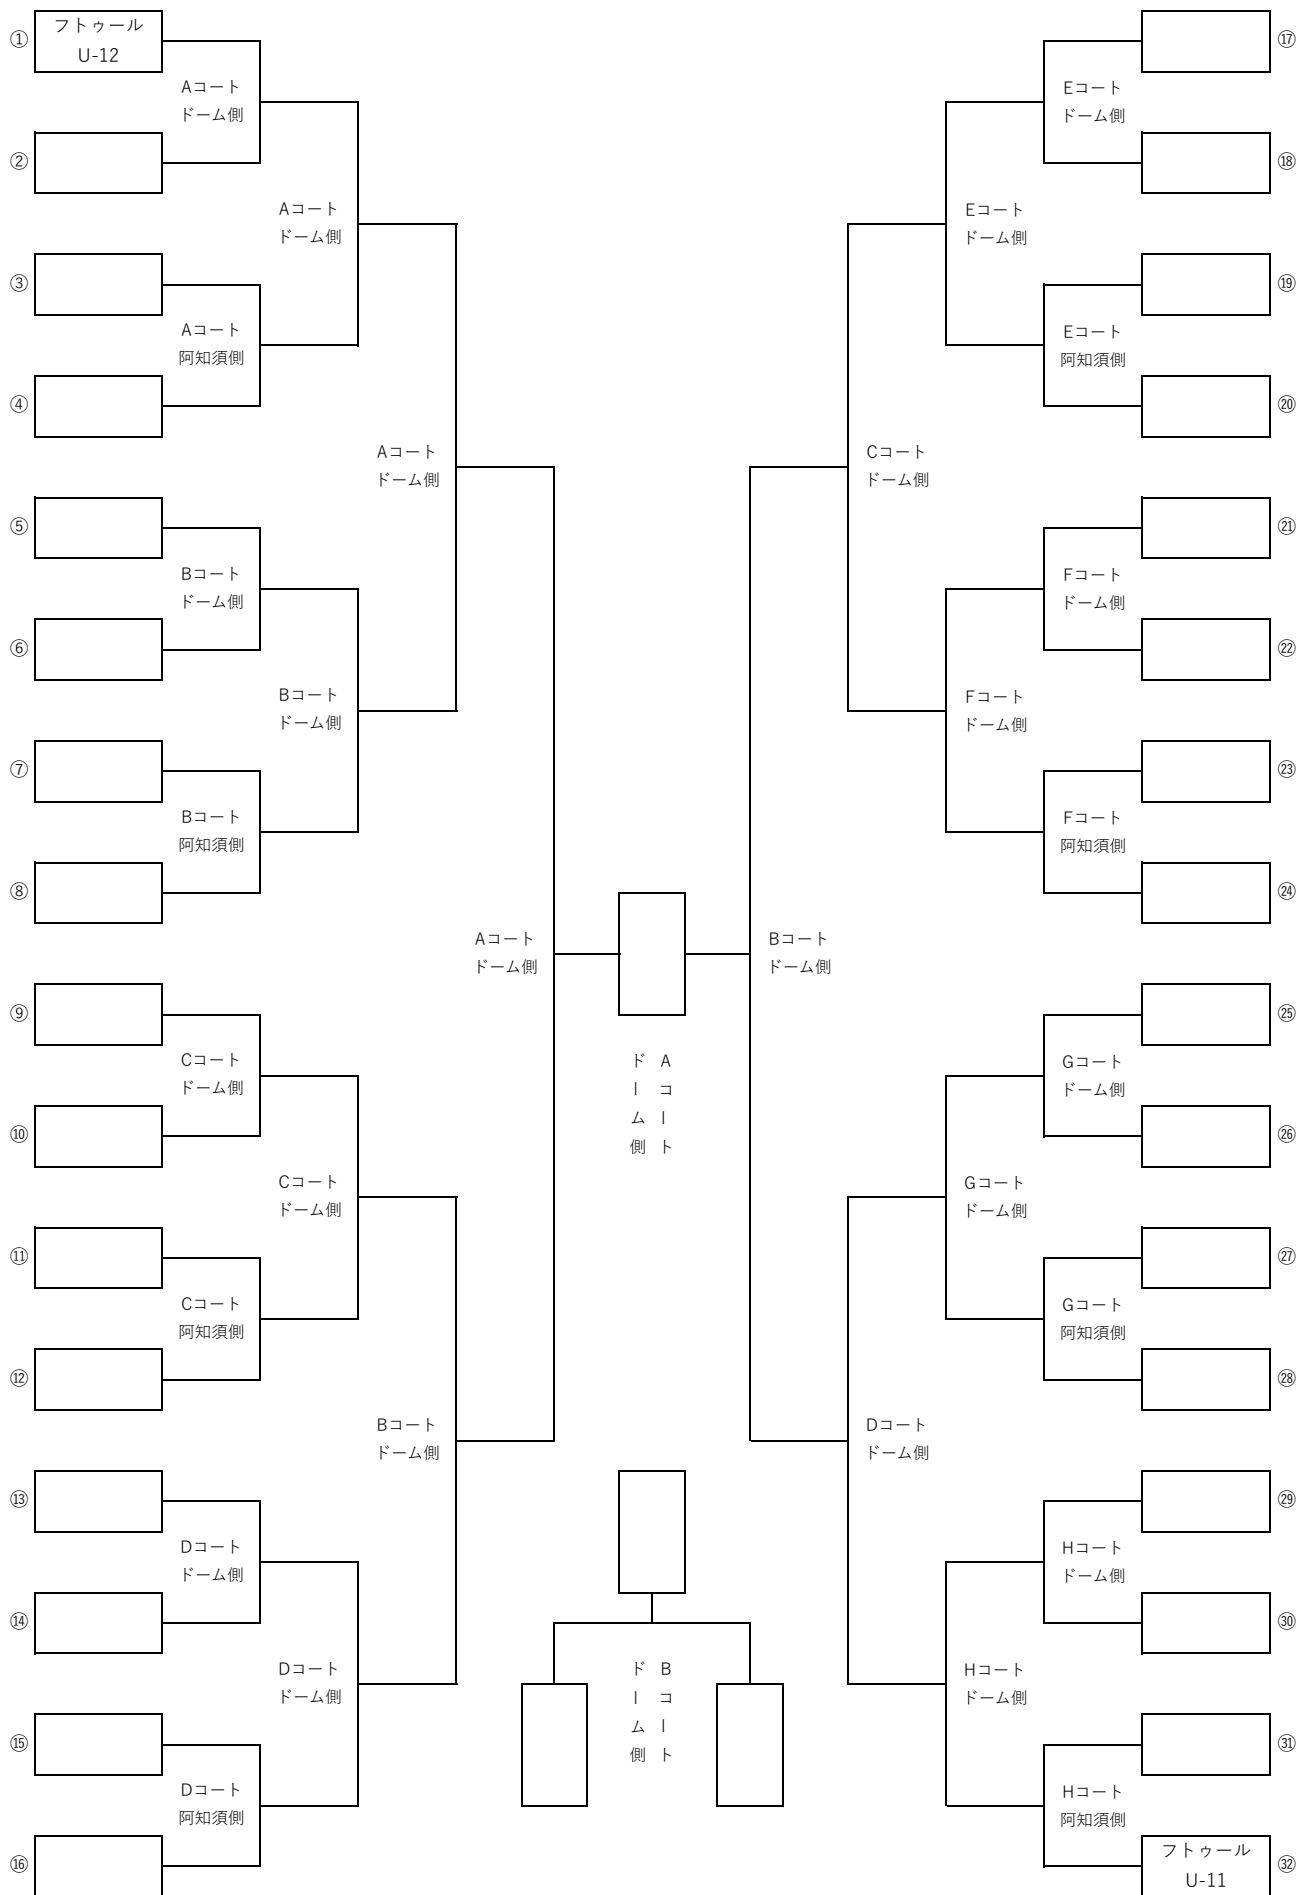 ①
フトゥール
U-12
Aコート
ドーム側
②
Aコート
ドーム側
③
Aコート
阿知須側
④
Aコート
ドーム側
⑤
Bコート
ドーム側
⑥
Bコート
ドーム側
⑦
Bコート
阿知須側
⑧
Aコート
ドーム側
⑨
Cコート
ドーム側
⑩
Cコート
ドーム側
⑪
Cコート
阿知須側
⑫
Bコート
ドーム側
⑬
Dコート
ドーム側
⑭
Dコート
ドーム側
⑮
Dコート
阿知須側
⑯
Aコート
ドーム側
Bコート
ドーム側
⑰
Eコート
ドーム側
⑱
Eコート
ドーム側
⑲
Eコート
阿知須側
⑳
Cコート
ドーム側
㉑
Fコート
ドーム側
㉒
Fコート
ドーム側
㉓
Fコート
阿知須側
㉔
Bコート
ドーム側
㉕
Gコート
ドーム側
㉖
Gコート
ドーム側
㉗
Gコート
阿知須側
㉘
Dコート
ドーム側
㉙
Hコート
ドーム側
㉚
Hコート
ドーム側
㉛
Hコート
阿知須側
フトゥール
U-11
㉜